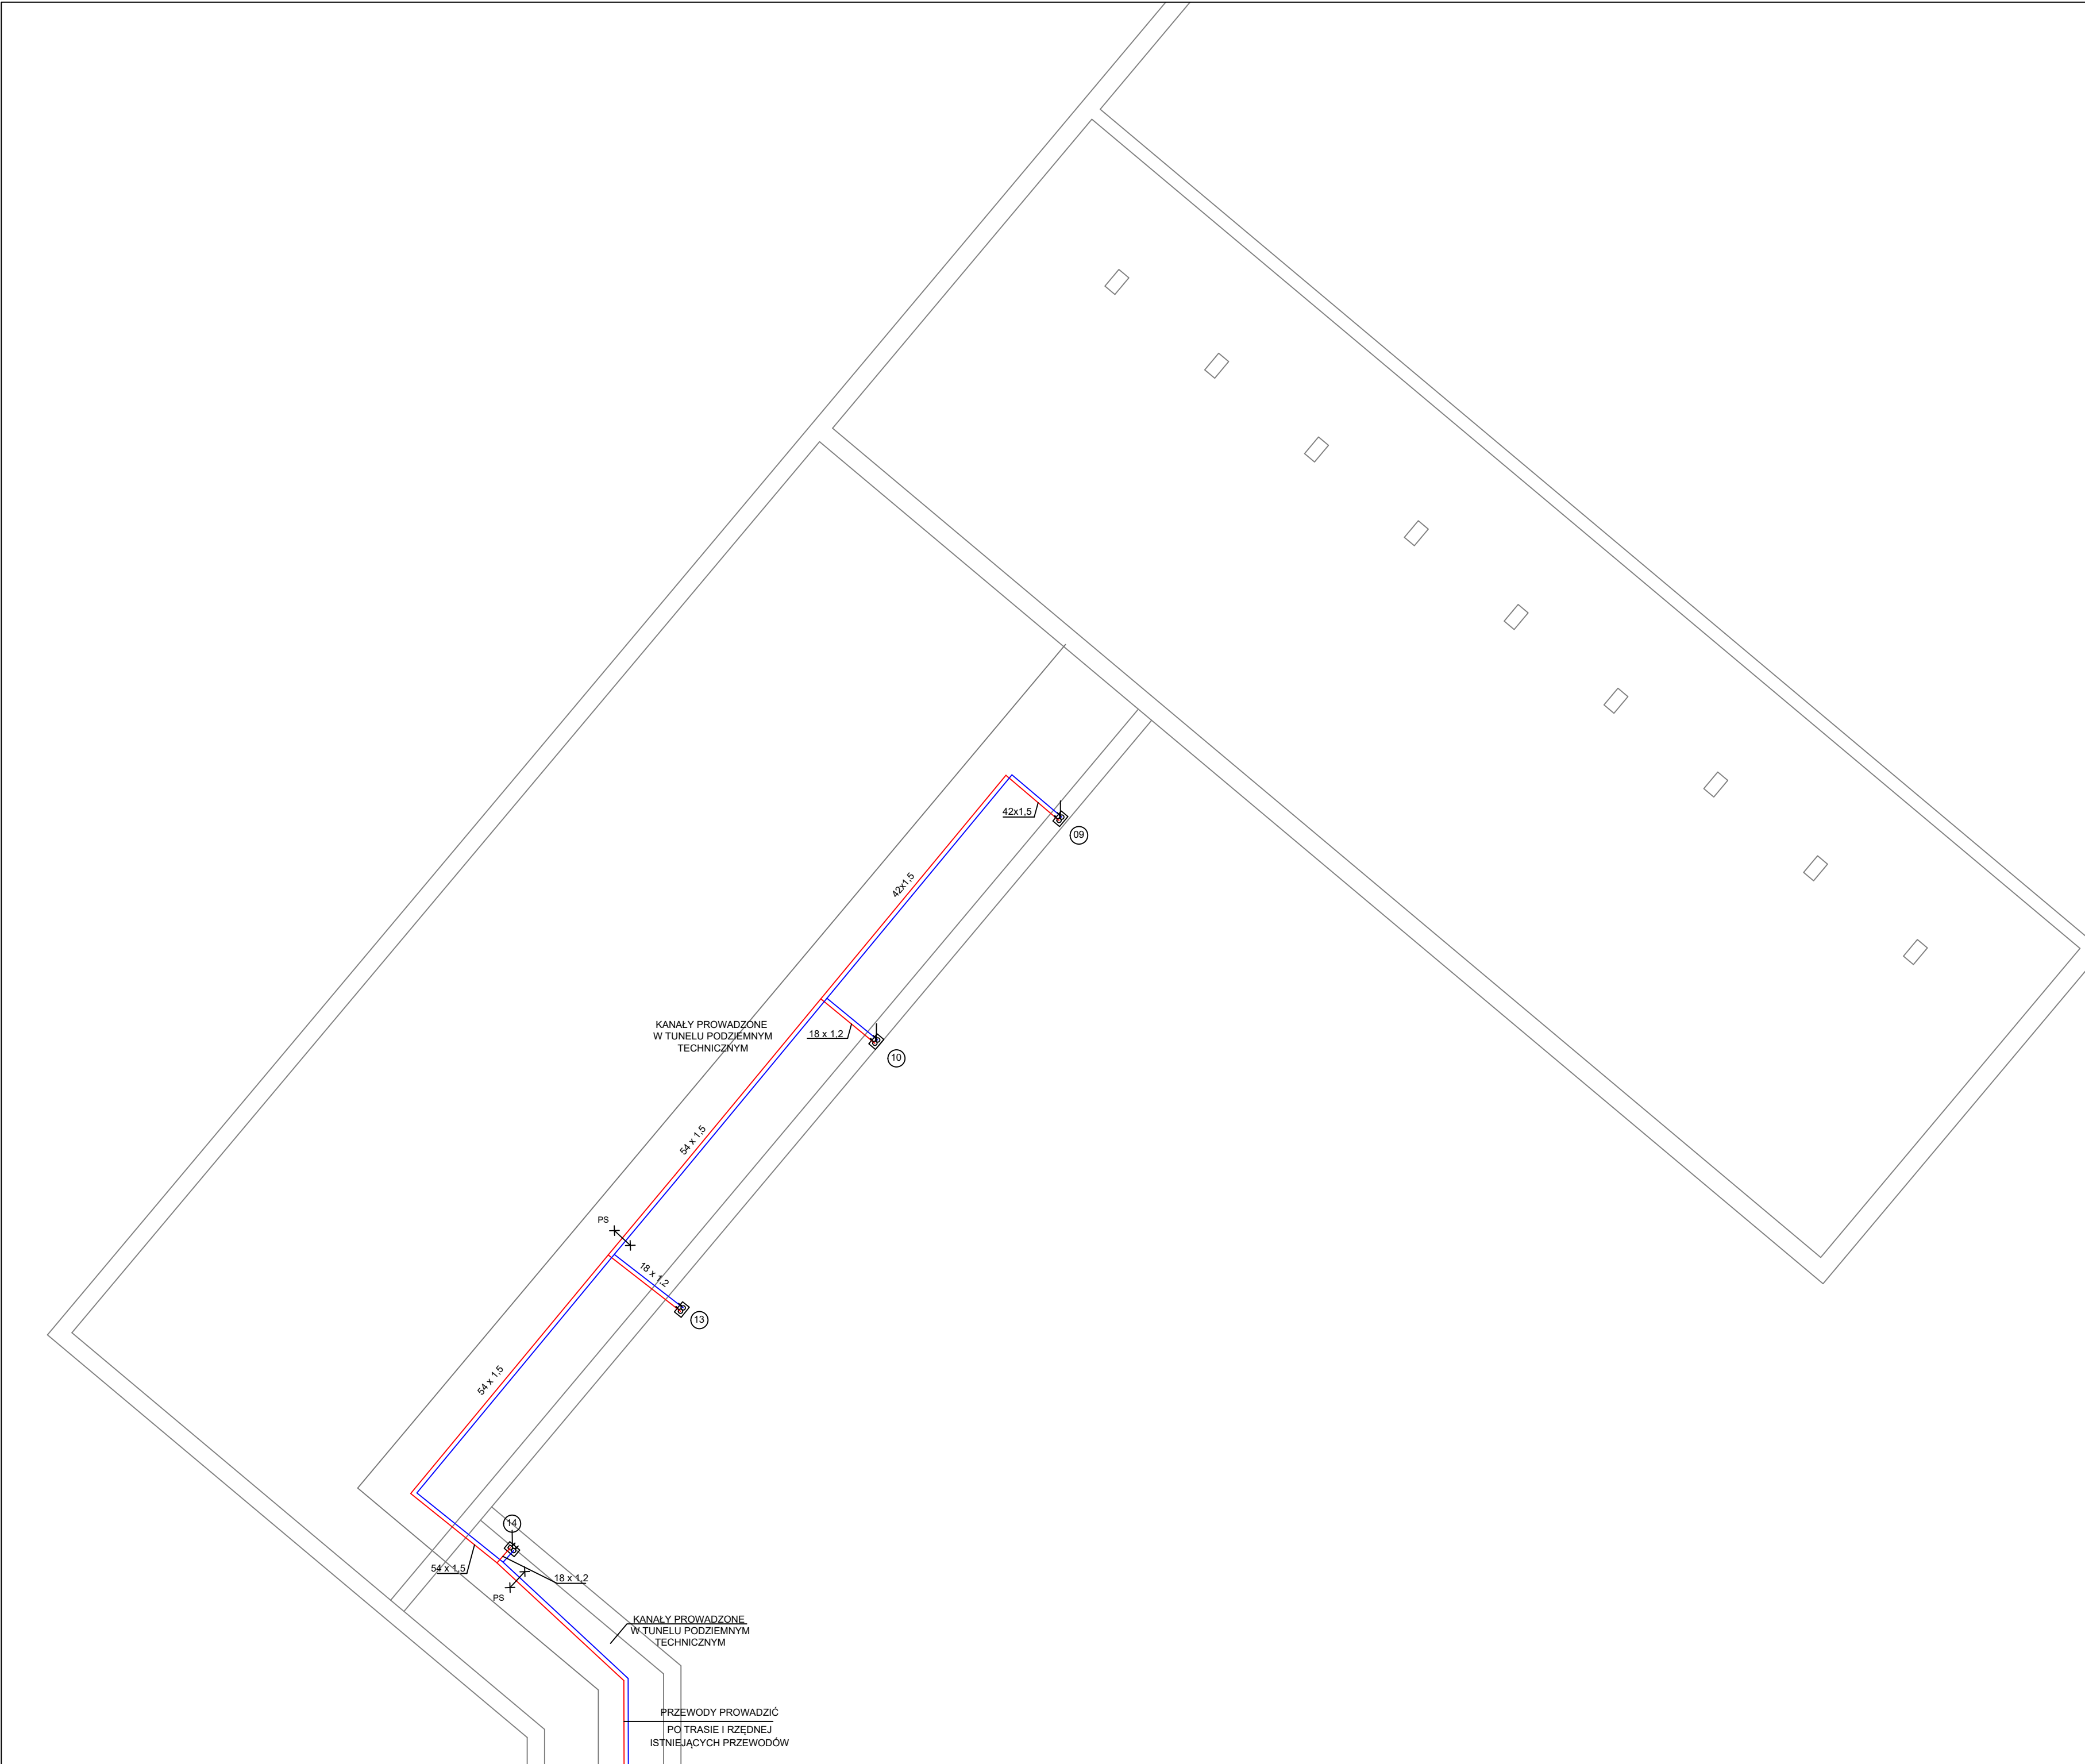 42x1,5
09
42x1,5
KANAŁY PROWADZONE
W TUNELU PODZIEMNYM
TECHNICZNYM
18 x 1,2
10
54 x 1,5
PS
18 x 1,2
13
54 x 1,5
14
54 x 1,5
18 x 1,2
PS
KANAŁY PROWADZONE
W TUNELU PODZIEMNYM
TECHNICZNYM
PRZEWODY PROWADZIĆ
PO TRASIE I RZĘDNEJ
ISTNIEJĄCYCH PRZEWODÓW